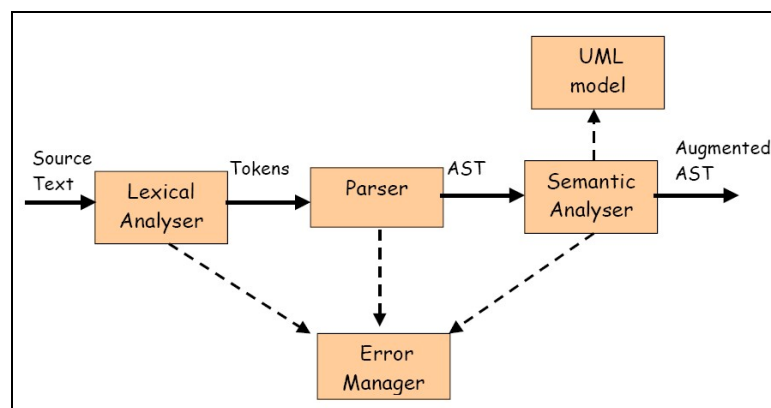 UML
model
Source
Text
Lexical
Analyser
Tokens
Parser
AST
Semantic
Analyser
Augmented
AST
Error
Manager